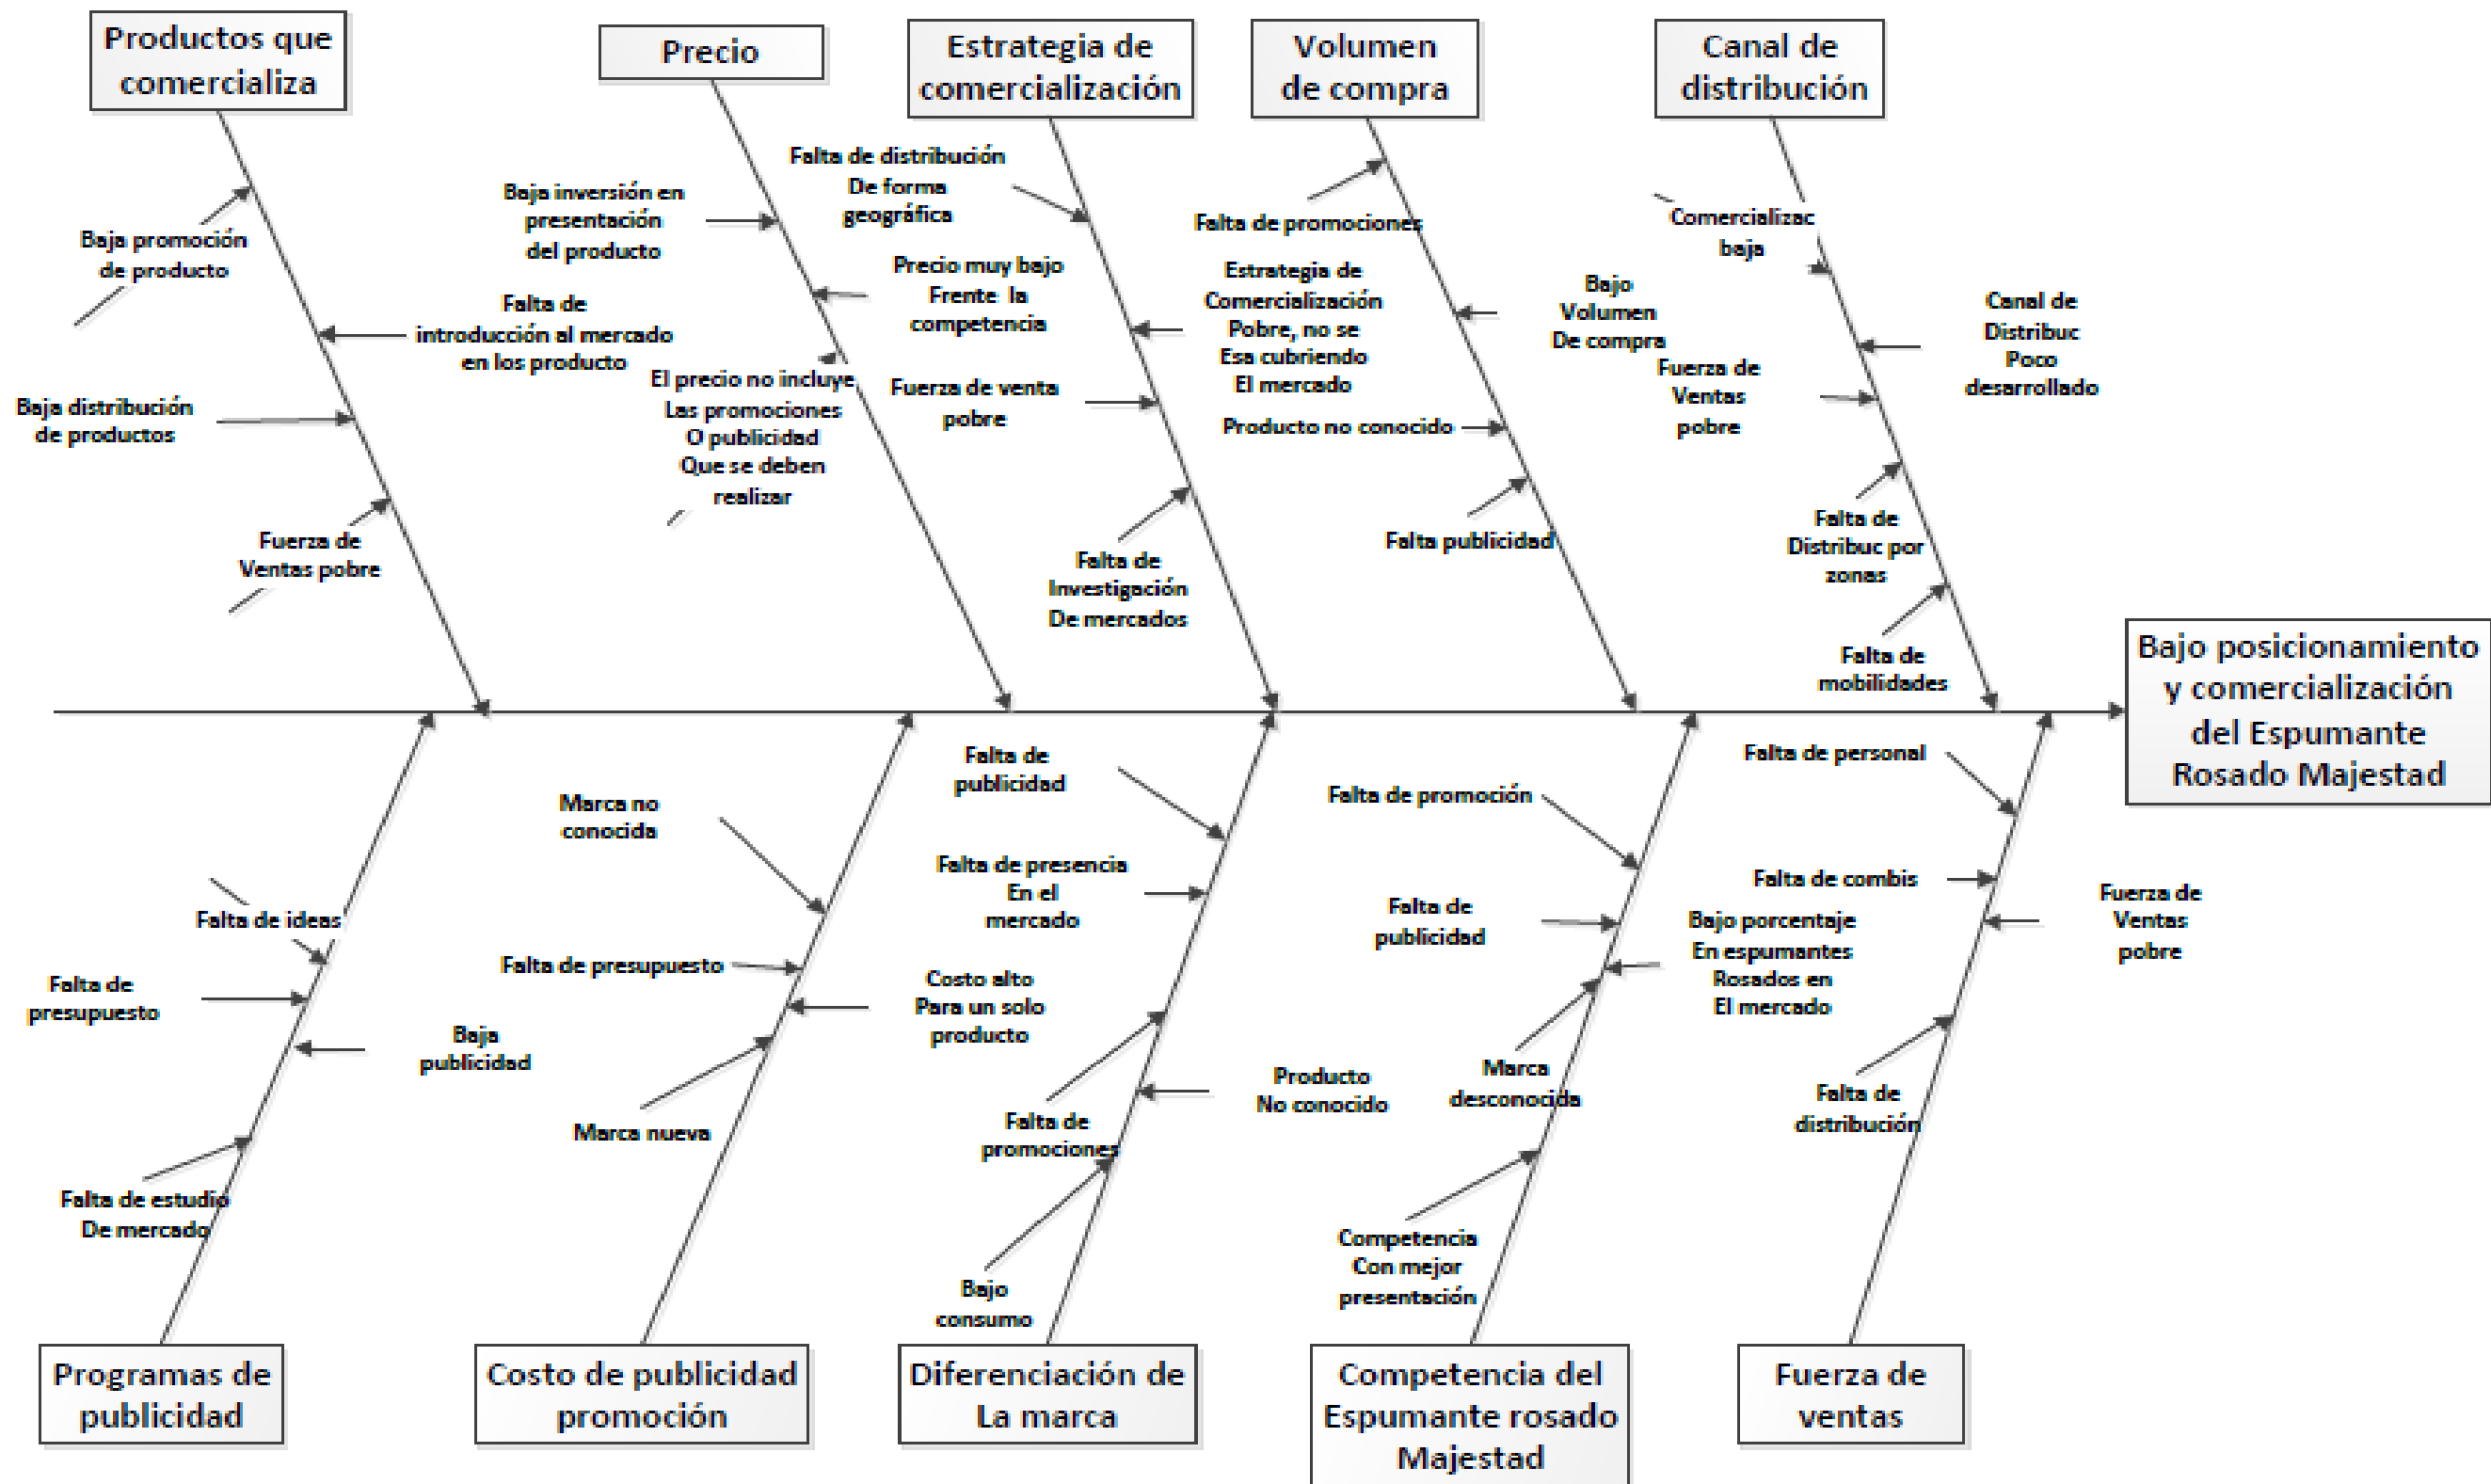 Productos que
comercializa
Precio
Estrategia de
comercialización
Volumen
de compra
Canal de
distribución
Baja promoción
de producto
Falta de
introducción al mercado
en los producto
Baja distribución
de productos
Fuerza de
Ventas pobre
Baja inversión en
presentación
del producto
Precio muy bajo
Frente la
competencia
El precio no incluye
Las promociones
O publicidad
Que se deben
realizar
Falta de distribución
De forma
geográfica
Estrategia de
Comercialización
Pobre, no se
Esa cubriendo
El mercado
Fuerza de venta
pobre
Falta de
Investigación
De mercados
Falta de promociones
Bajo
Volumen
De compra
Producto no conocido
Falta publicidad
Comercializac
baja
Canal de
Distribuc
Poco
desarrollado
Fuerza de
Ventas
pobre
Falta de
Distribuc por
zonas
Falta de
mobilidades
Bajo posicionamiento
y comercialización
del Espumante
Rosado Majestad
Falta de ideas
Falta de
presupuesto
Baja
publicidad
Falta de estudio
De mercado
Marca no
conocida
Falta de presupuesto
Costo alto
Para un solo
producto
Marca nueva
Falta de
publicidad
Falta de presencia
En el
mercado
Falta de
promociones
Producto
No conocido
Bajo
consumo
Falta de promoción
Falta de
publicidad
Bajo porcentaje
En espumantes
Rosados en
El mercado
Marca
desconocida
Competencia
Con mejor
presentación
Falta de personal
Falta de combis
Fuerza de
Ventas
pobre
Falta de
distribución
Programas de
publicidad
Costo de publicidad
promoción
Diferenciación de
La marca
Competencia del
Espumante rosado
Majestad
Fuerza de
ventas